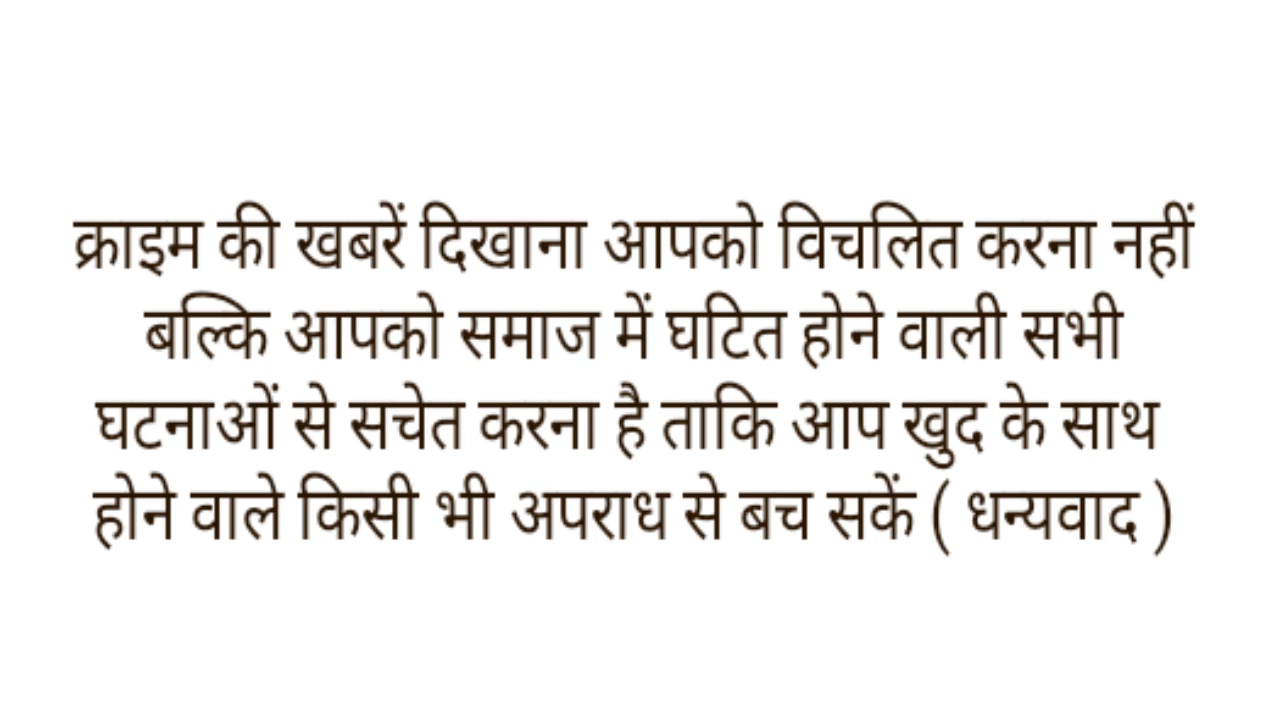 क्राइम की खबरें दिखाना आपको विचलित करना नहीं
बल्कि आपको समाज में घटित होने वाली सभी
घटनाओं से सचेत करना है ताकि आप खुद के साथ
होने वाले किसी भी अपराध से बच सकें ( धन्यवाद )